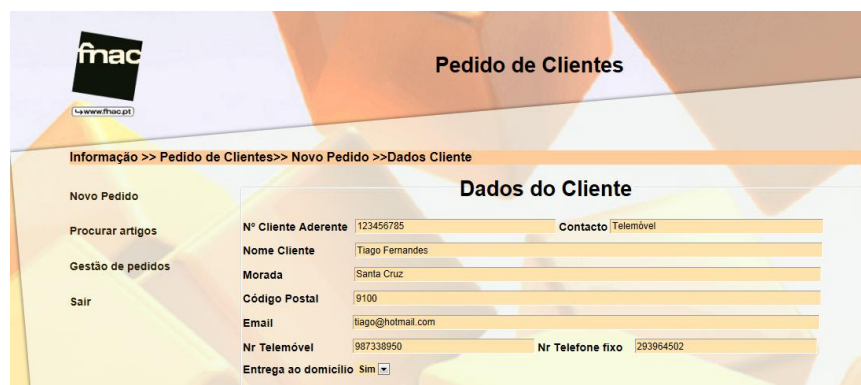 fnac
www.fnac.pt
Pedido de Clientes
Informação >> Pedido de Clientes>> Novo Pedido >>Dados Cliente
Novo Pedido
Procurar artigos
Gestão de pedidos
Sair
Dados do Cliente
Nº Cliente Aderente 123456785 Contacto Telemóvel
Nome Cliente Tiago Fernandes
Morada Santa Cruz
Código Postal 9100
Email tiago@hotmail.com
Nr Telemóvel 987338950 Nr Telefone fixo 293964502
Entrega ao domicílio Sim